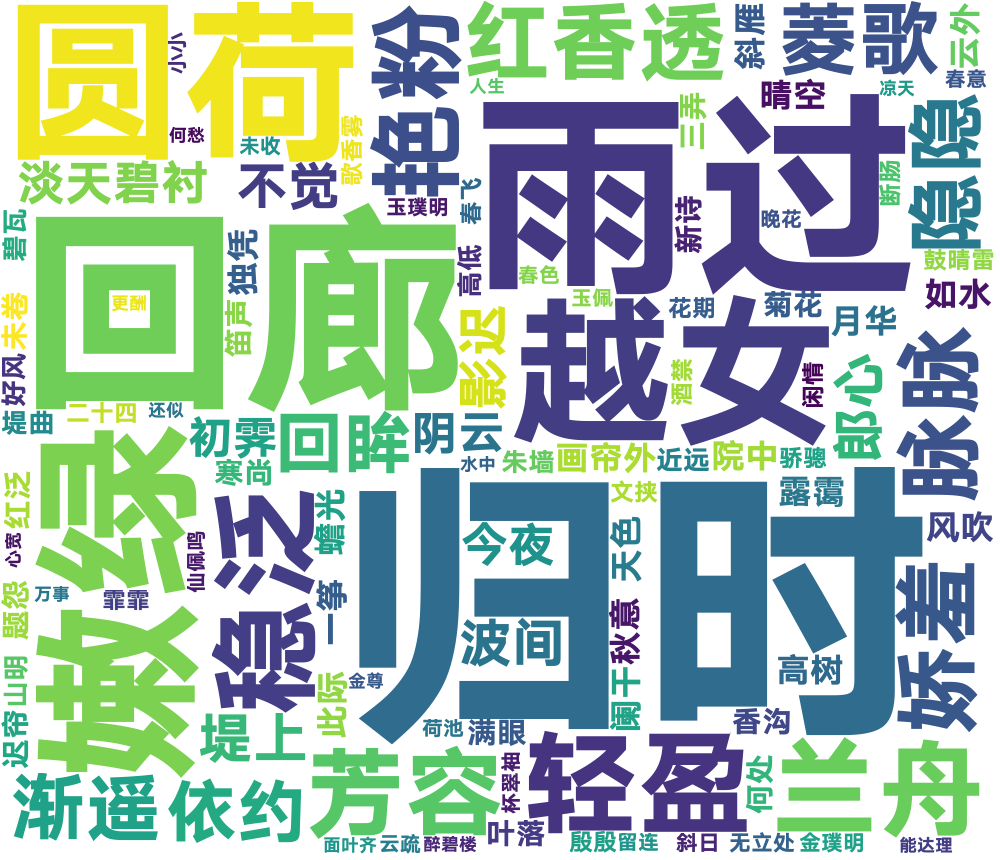 圆荷
小小
何愁
未收
歌香雾
艳粉
红香透
人生
斜雁
菱歌
云外
春意
凉天
晴空
三弄
隐隐
断肠
淡天碧衬
不觉
玉璞明
春飞
雨过
新诗
晚花
鼓晴雷
如水
碧瓦
回廊
更酬
独凭
高低
春色
玉佩
花期
菊花
月华
未卷
好风
笛声
影迟
越女
酒禁
闲情
郎心
脉脉
堤曲
二十四
还似
初霁
回眸
阴云
水中
朱墙
画帘外
近远
院中
骄骢
寒尚
文挟
露霭
风吹
嫩绿
红泛
心宽
仙佩鸣
稳泛
蟾光
一筝
归时
今夜
天色
题怨
万事
霏霏
波间
秋意
高树
娇羞
山明
迟帘
堤上
此际
金尊
荷池
满眼
阑干
香沟
渐遥
依约
芳容
杯翠袖
轻盈
何处
兰舟
叶落
面叶齐
云疏
醉碧楼
殷殷留连
斜日
无立处
金璞明
能达理